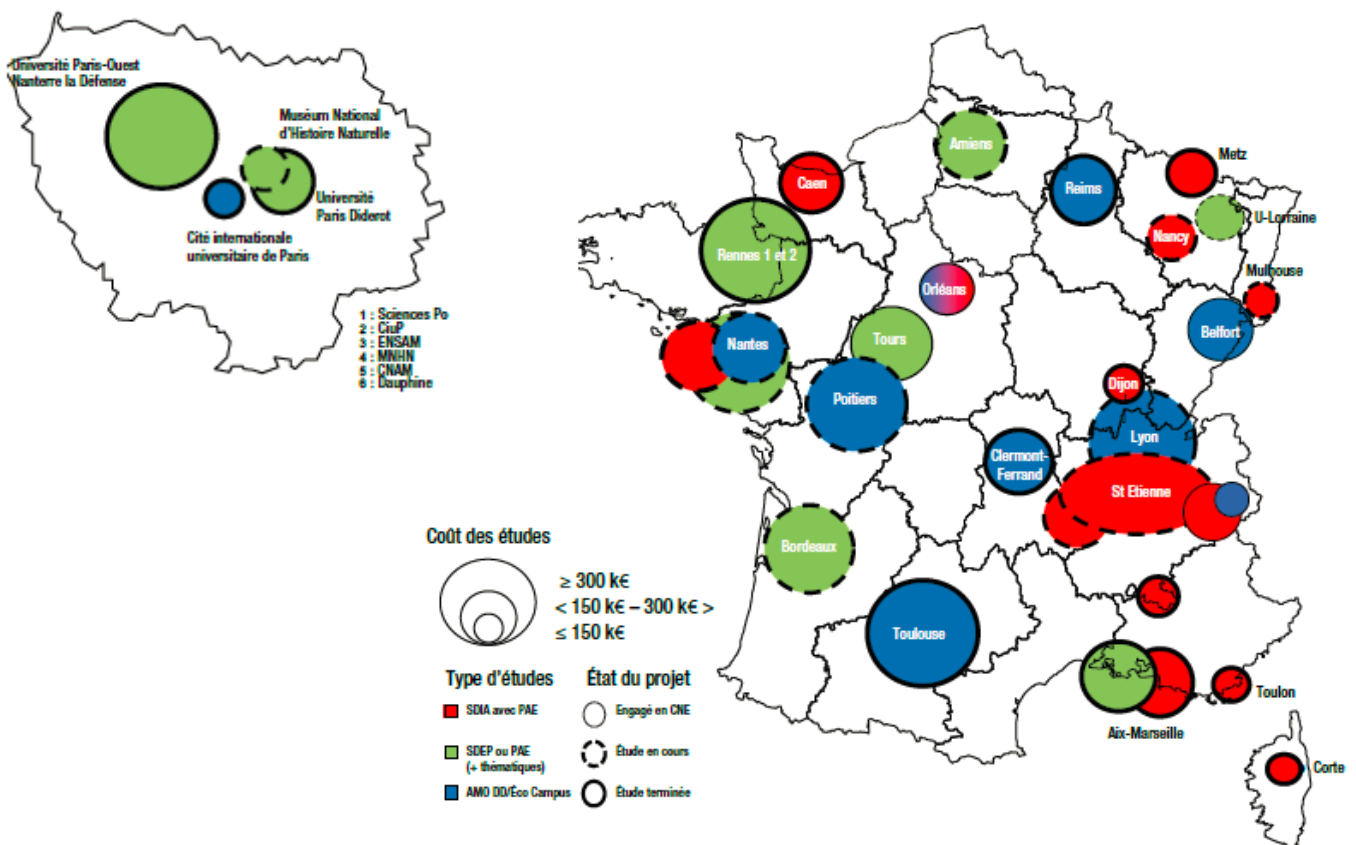 Université Paris-Ouest
Nanterre la Défense
Muséum National
d'Histoire Naturelle
Université
Paris Diderot
Cité internationale
universitaire de Paris
1 : Sciences Po
2 : CiuP
3 : ENSAM
4 : MNHN
5 : CNAM
6 : Dauphine
Amiens
Caen
Reims
Metz
U-Lorraine
Nancy
Rennes 1 et 2
Mulhouse
Orléans
Belfort
Nantes
Tours
Dijon
Poitiers
Lyon
Clermont-
Ferrand
St Etienne
Bordeaux
Toulouse
Toulon
Aix-Marseille
Corte
Coût des études
≥ 300 k€
< 150 k€ – 300 k€ >
≤ 150 k€
Type d'études
SDIA avec PAE
SDEP ou PAE
(+ thématiques)
AMO DD/Éco Campus
État du projet
Engagé en CNE
Étude en cours
Étude terminée